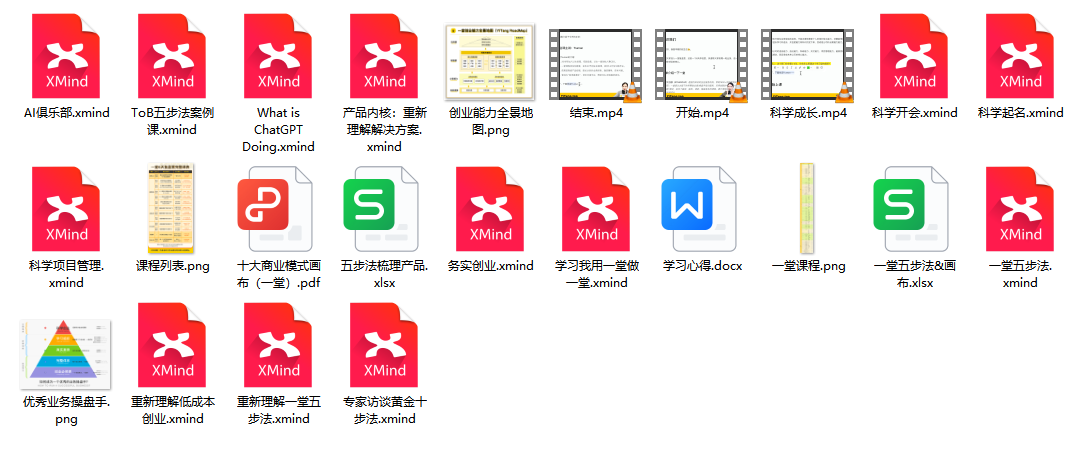 XMind
XMind
XMind
XMind
XMind
XMind
AI俱乐部.xmind
ToB五步法案例
课.xmind
What is
ChatGPT
Doing.xmind
产品内核：重新
理解解决方案.
xmind
创业能力全景地
图.png
结束.mp4
开始.mp4
科学成长.mp4
科学开会.xmind
科学起名.xmind
XMind
S
XMind
XMind
W
S
XMind
科学项目管理.
xmind
课程列表.png
十大商业模式画
布（一堂）.pdf
五步法梳理产品.
xlsx
务实创业.xmind
学习我用一堂做
一堂.xmind
学习心得.docx
一堂课程.png
一堂五步法&画
布.xlsx
一堂五步法.
xmind
XMind
XMind
XMind
优秀业务操盘手.
png
重新理解低成本
创业.xmind
重新理解一堂五
步法.xmind
专家访谈黄金十
步法.xmind